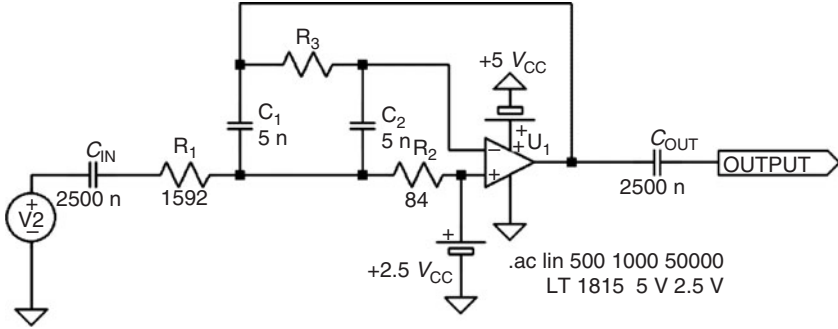 R3
+5 VCC
C1
5 n
C2
5 n
R2
84
U1
CIN
2500 n
R1
1592
COUT
2500 n
OUTPUT
V2
+2.5 VCC
.ac lin 500 1000 50000
LT 1815 5 V 2.5 V